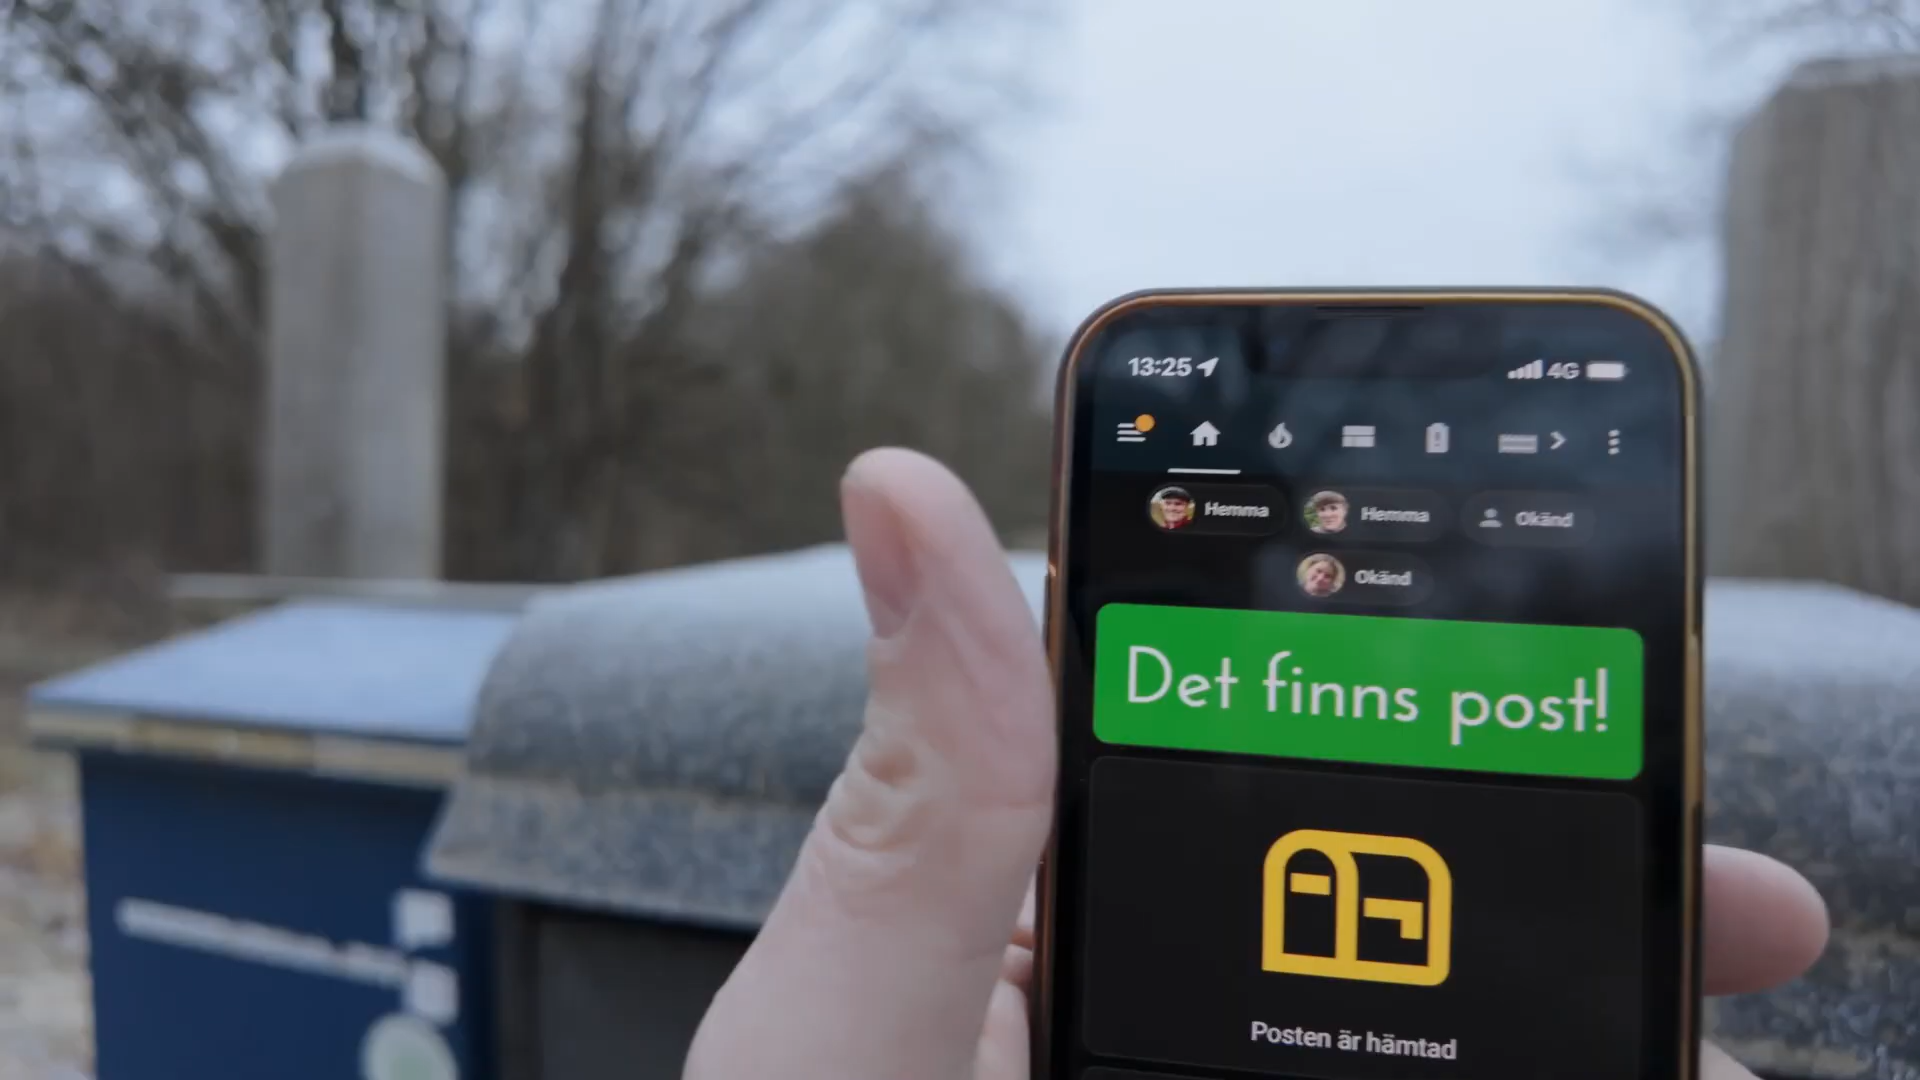 13:25 4G
Hemma Hemma Okänd
Okänd
Det finns post!
Posten är hämtad